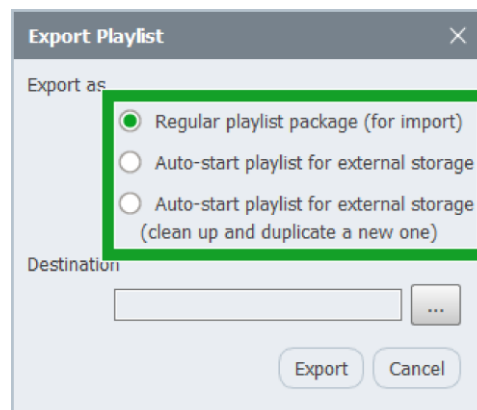 Export Playlist
Export as
Regular playlist package (for import)
Auto-start playlist for external storage
Auto-start playlist for external storage
(clean up and duplicate a new one)
Destination
...
Export
Cancel